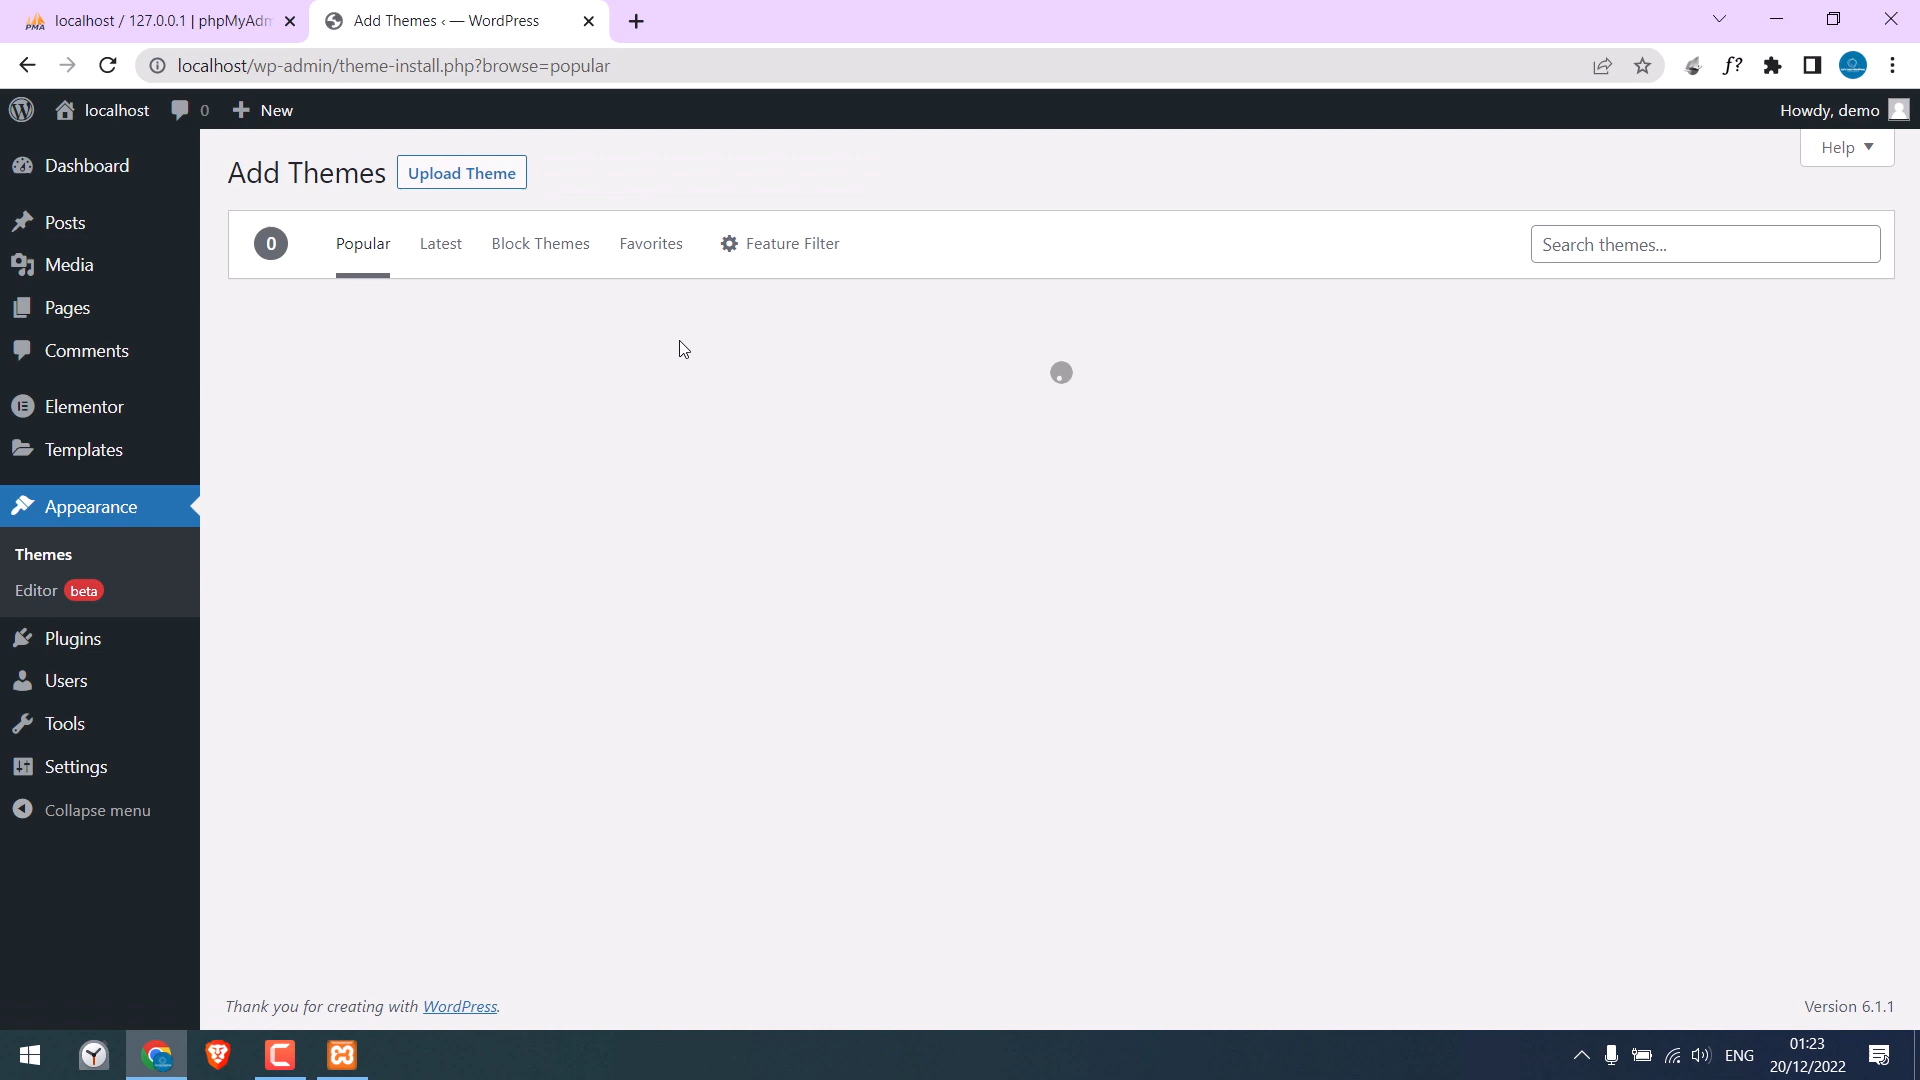 localhost / 127.0.0.1 | phpMyAdm
Add Themes ‹ — WordPress
localhost/wp-admin/theme-install.php?browse=popular
f?
localhost
0
New
Howdy, demo
Dashboard
Posts
Media
Pages
Comments
Elementor
Templates
Appearance
Themes
Editor beta
Plugins
Users
Tools
Settings
Collapse menu
Help
Add Themes
Upload Theme
0
Popular
Latest
Block Themes
Favorites
Feature Filter
Search themes...
Thank you for creating with WordPress.
Version 6.1.1
ENG
01:23
20/12/2022